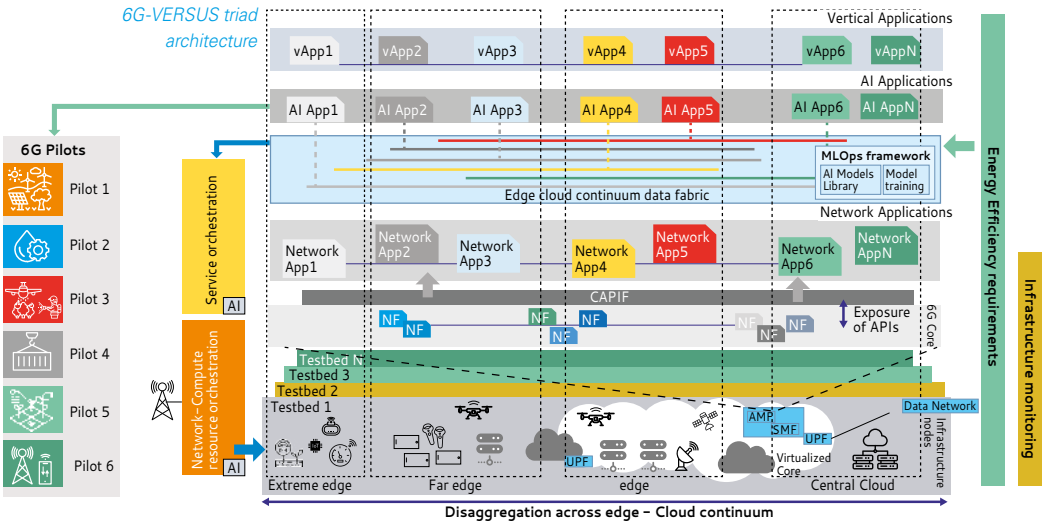 6G-VERSUS triad
architecture
Vertical Applications
vApp1
vApp2
vApp3
vApp4
vApp5
vApp6
vAppN
AI Applications
AI App1
AI App2
AI App3
AI App4
AI App5
AI App6
AI AppN
MLOps framework
AI Models
Library
Model
training
Edge cloud continuum data fabric
Network Applications
Network
App1
Network
App2
Network
App3
Network
App4
Network
App5
Network
App6
Network
AppN
CAPIF
NF
NF
NF
NF
NF
NF
NF
NF
Exposure
of APIs
6G Core
Testbed N
Testbed 3
Testbed 2
Testbed 1
UPF
AMP
SMF
UPF
Data Network
Virtualized
Core
Infrastructure
nodes
Extreme edge
Far edge
edge
Central Cloud
Disaggregation across edge – Cloud continuum
6G Pilots
Pilot 1
Pilot 2
Pilot 3
Pilot 4
Pilot 5
Pilot 6
Service orchestration
AI
Network–Compute
resource orchestration
AI
Energy Efficiency requirements
Infrastructure monitoring